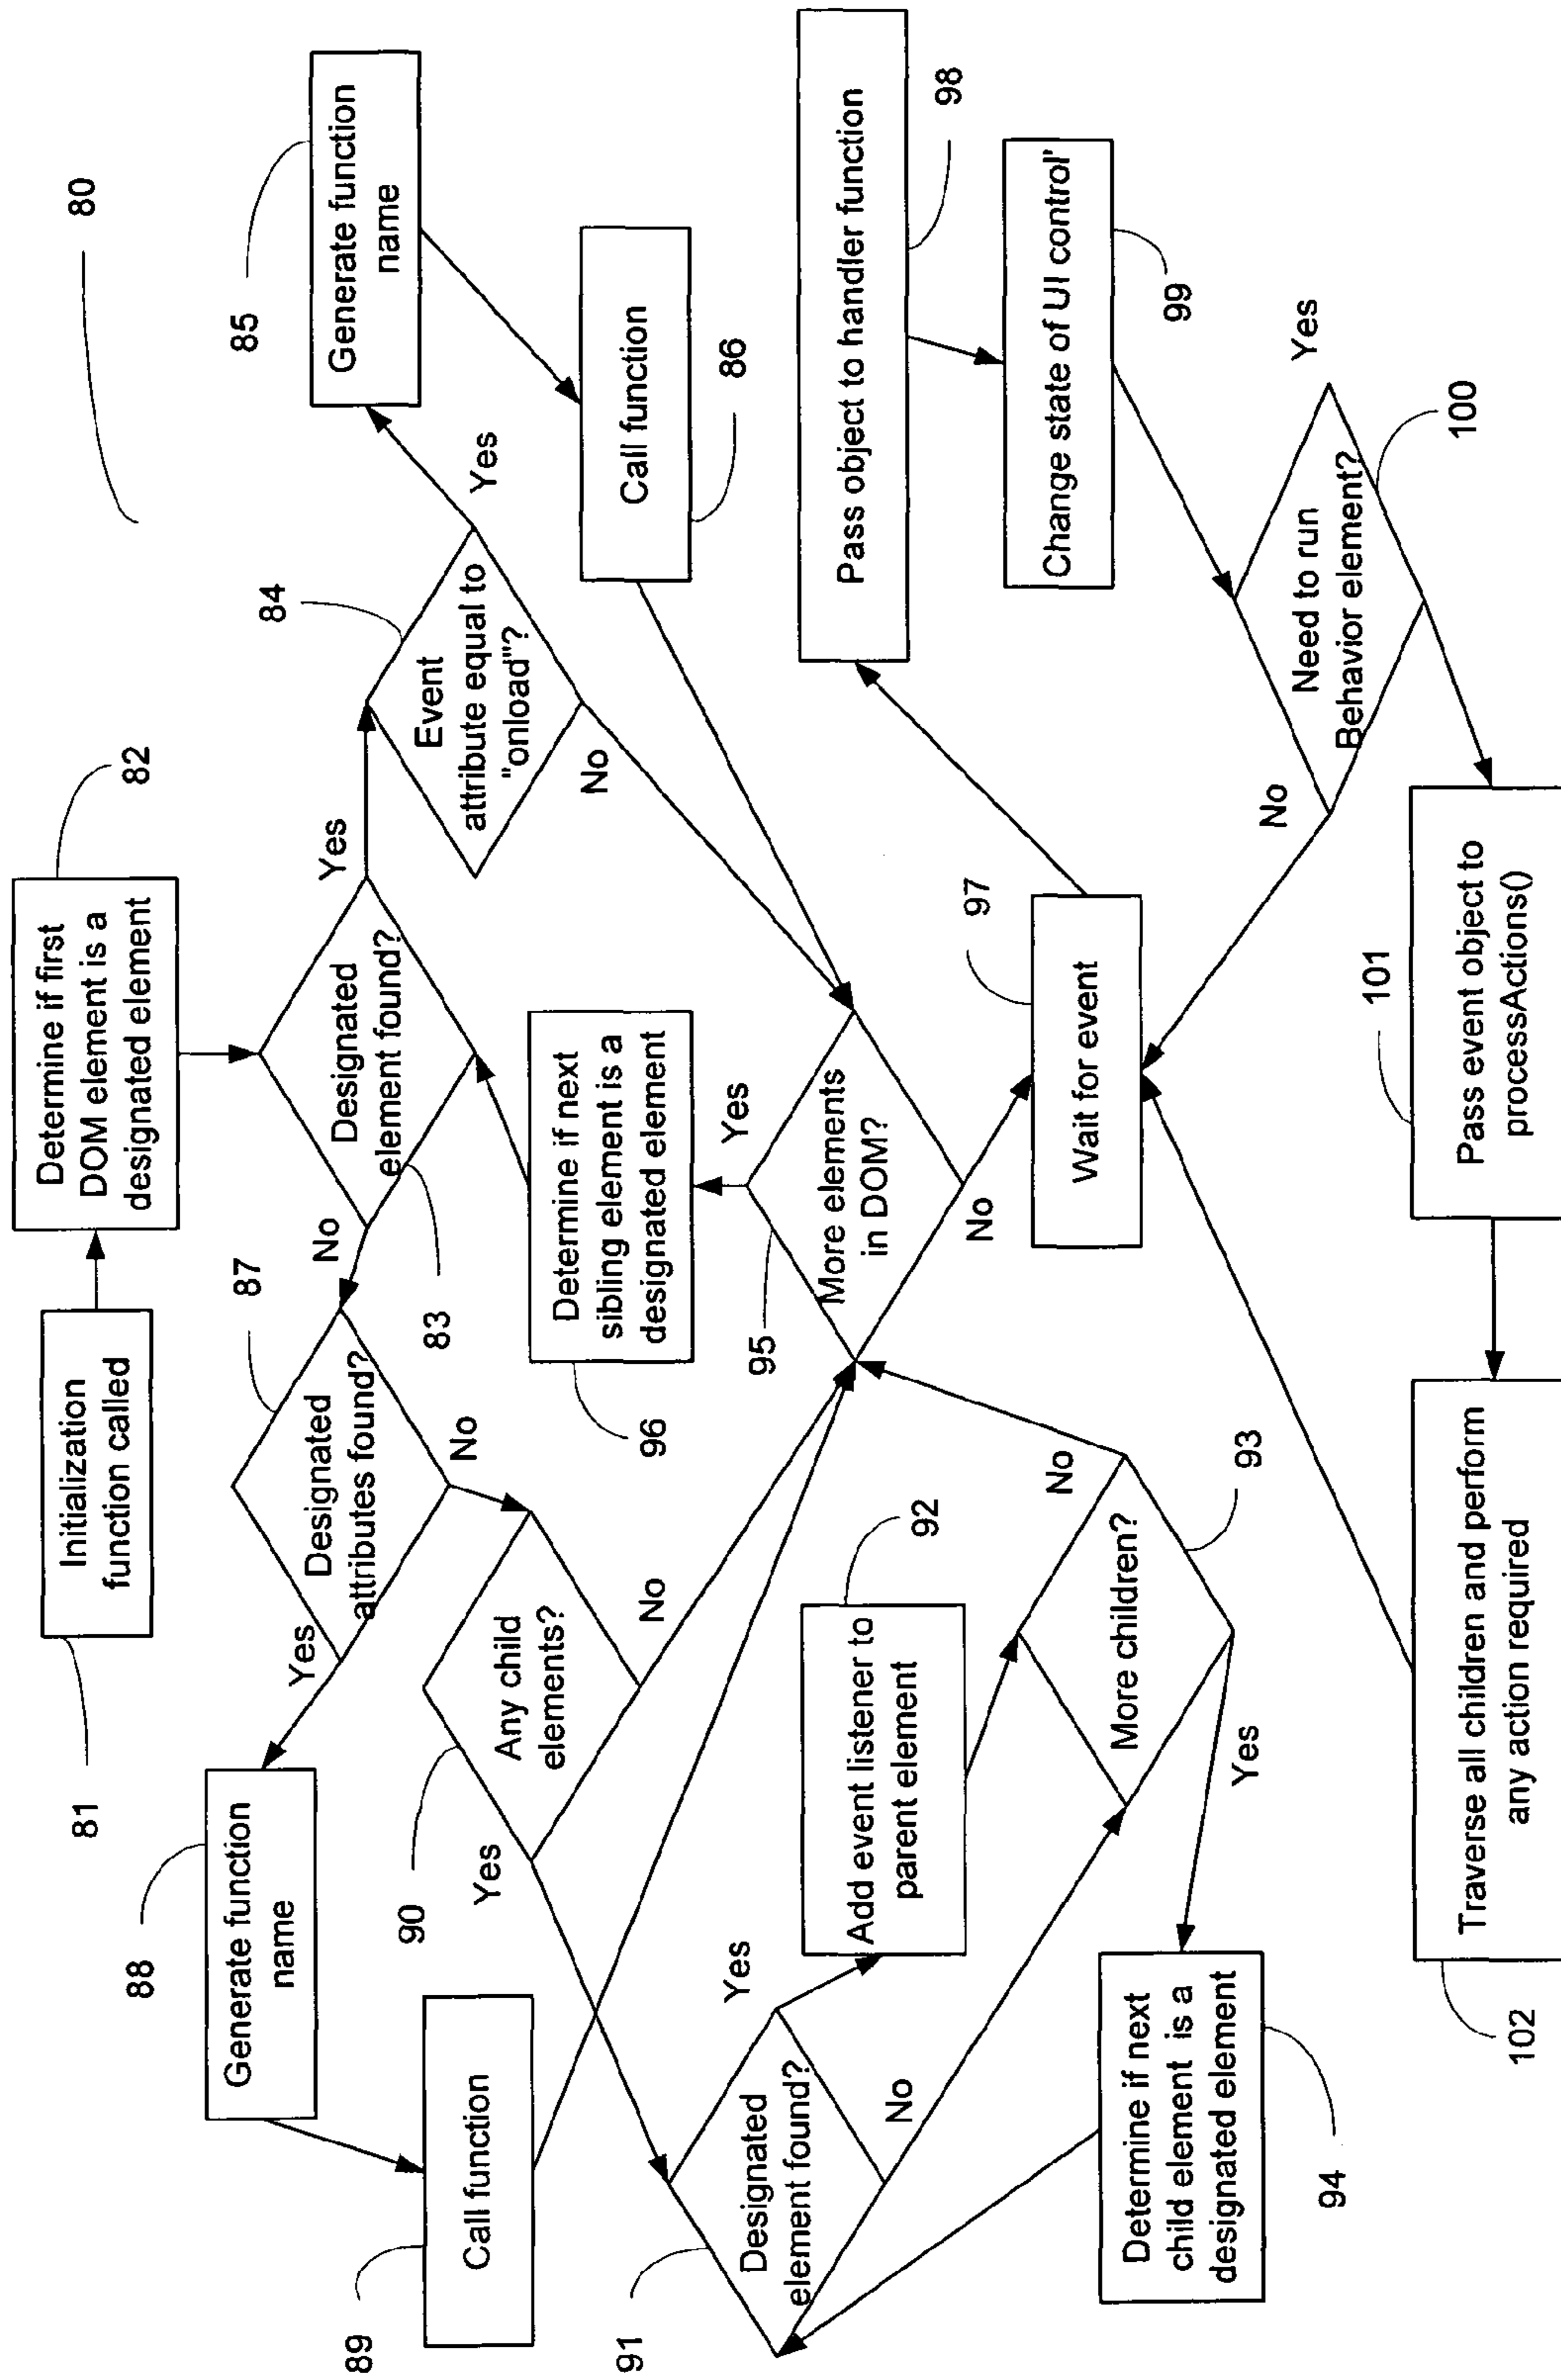 80
Initialization
function called
81
Determine if first
DOM element is a
designated element
82
Designated
element found?
83
Yes
No
Event
attribute equal to
"onload"?
84
Yes
No
Generate function
name
85
Call function
86
Designated
attributes found?
87
Yes
No
Generate function
name
88
Call function
89
Any child
elements?
90
Yes
No
Designated
element found?
91
Yes
No
Add event listener to
parent element
92
More children?
93
No
Yes
Determine if next
child element is a
designated element
94
More elements
in DOM?
95
Yes
No
Determine if next
sibling element is a
designated element
96
Wait for event
97
Pass object to handler function
98
Change state of UI control'
99
Need to run
Behavior element?
100
Yes
No
Pass event object to
processActions()
101
Traverse all children and perform
any action required
102